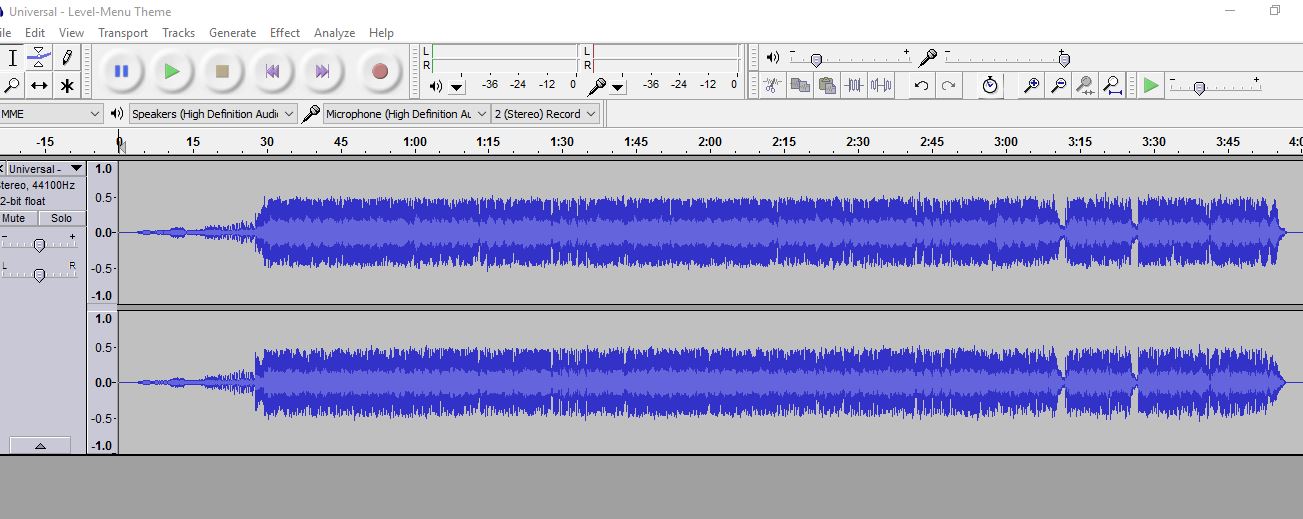 Universal - Level-Menu Theme
ile Edit View Transport Tracks Generate Effect Analyze Help
L
R
-36 -24 -12 0
L
R
-36 -24 -12 0
- +
- +
- +
MME Speakers (High Definition Audic Microphone (High Definition Au 2 (Stereo) Record
-15 0 15 30 45 1:00 1:15 1:30 1:45 2:00 2:15 2:30 2:45 3:00 3:15 3:30 3:45 4:0
X Universal -
Stereo, 44100Hz
2-bit float
Mute Solo
- +
L R
1.0
0.5-
0.0-
-0.5-
-1.0
1.0
0.5-
0.0-
-0.5-
-1.0